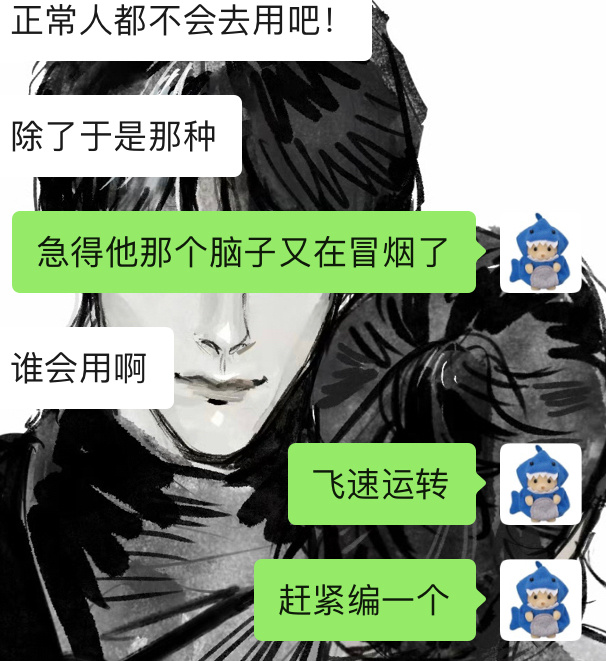 正常人都不会去用吧！
除了于是那种
急得他那个脑子又在冒烟了
谁会用啊
飞速运转
赶紧编一个